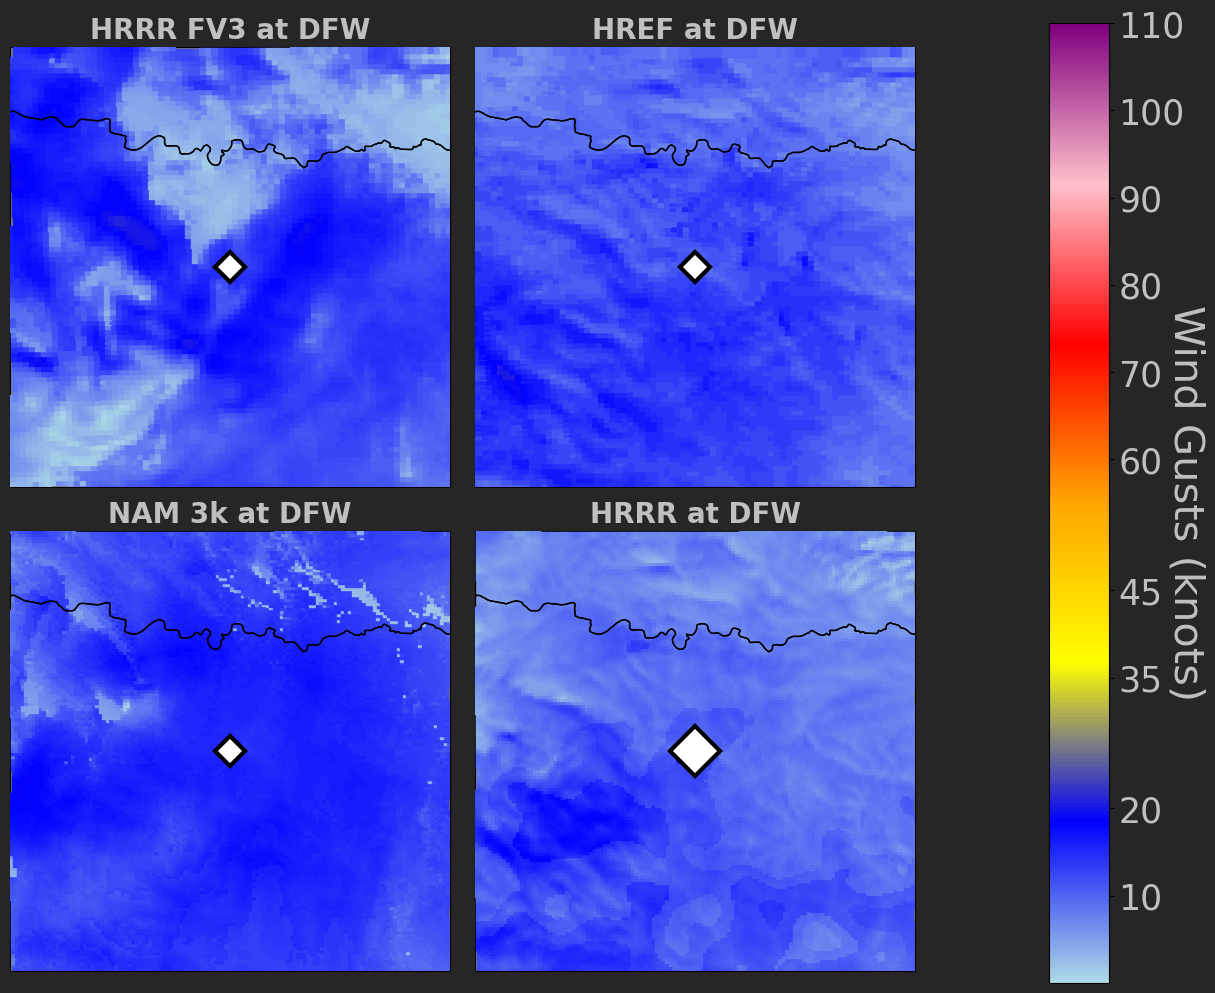 HRRR FV3 at DFW
HREF at DFW
NAM 3k at DFW
HRRR at DFW
110
100
90
80
70
60
45
35
20
10
Wind Gusts (knots)